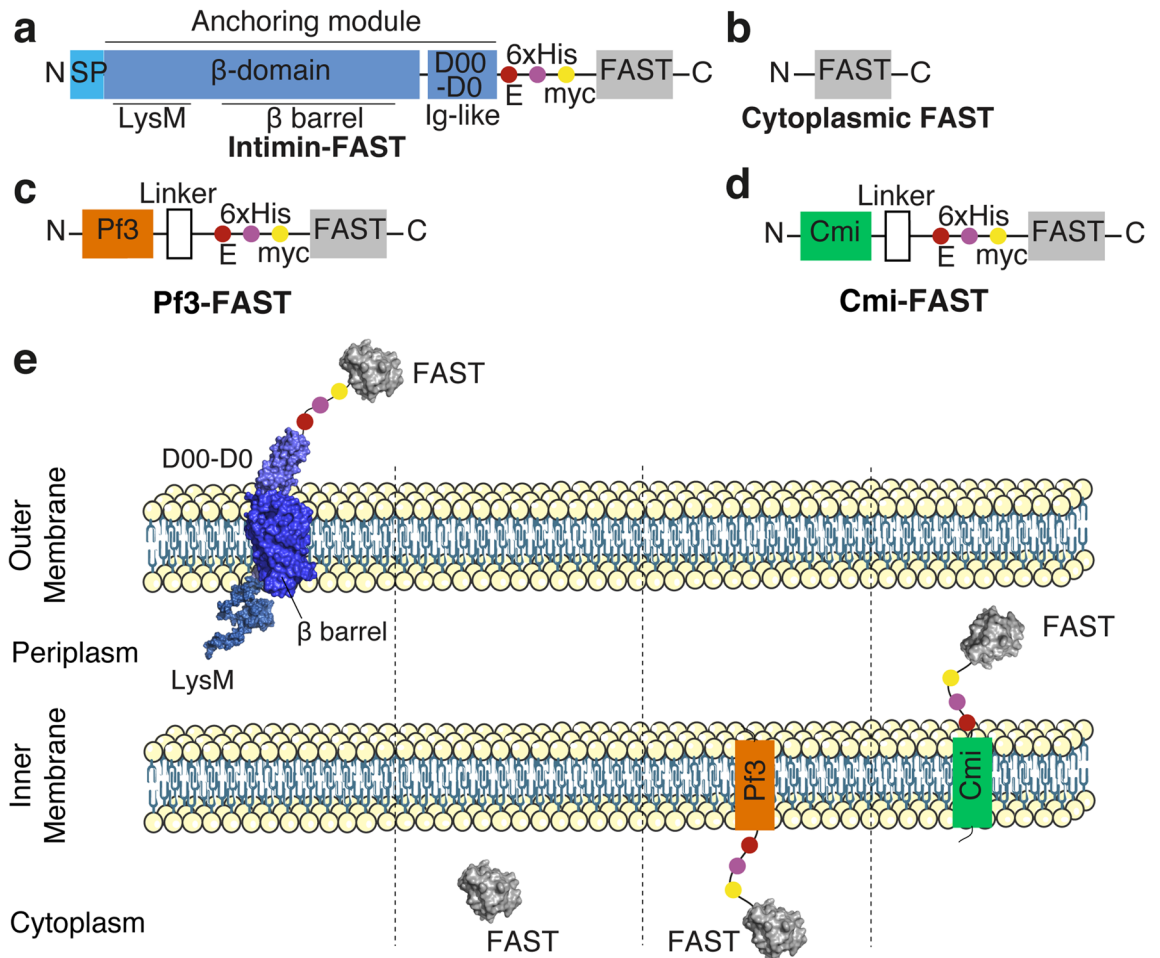 a
Anchoring module
N SP β-domain D00 -D0 6xHis E myc FAST C
LysM
β barrel
Ig-like
Intimin-FAST
b
N FAST C
Cytoplasmic FAST
c
Linker
N Pf3 6xHis E myc FAST C
Pf3-FAST
d
Linker
N Cmi 6xHis E myc FAST C
Cmi-FAST
e
FAST
D00-D0
Outer
Membrane
β barrel
FAST
Periplasm
LysM
Inner
Membrane
Pf3
Cmi
Cytoplasm
FAST
FAST